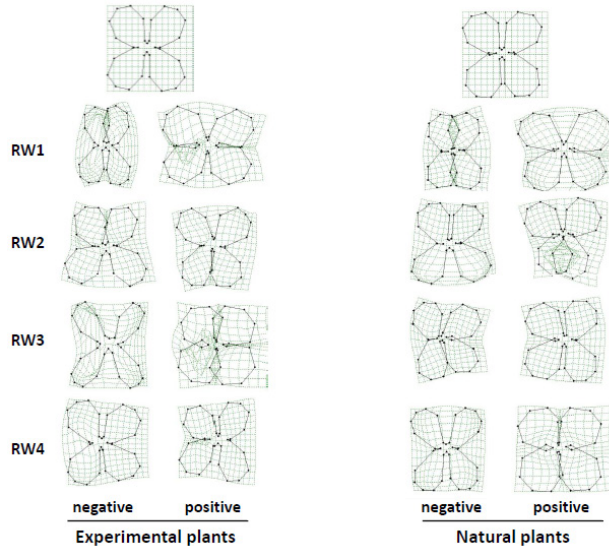 RW1
RW2
RW3
RW4
negative positive negative positive
Experimental plants Natural plants